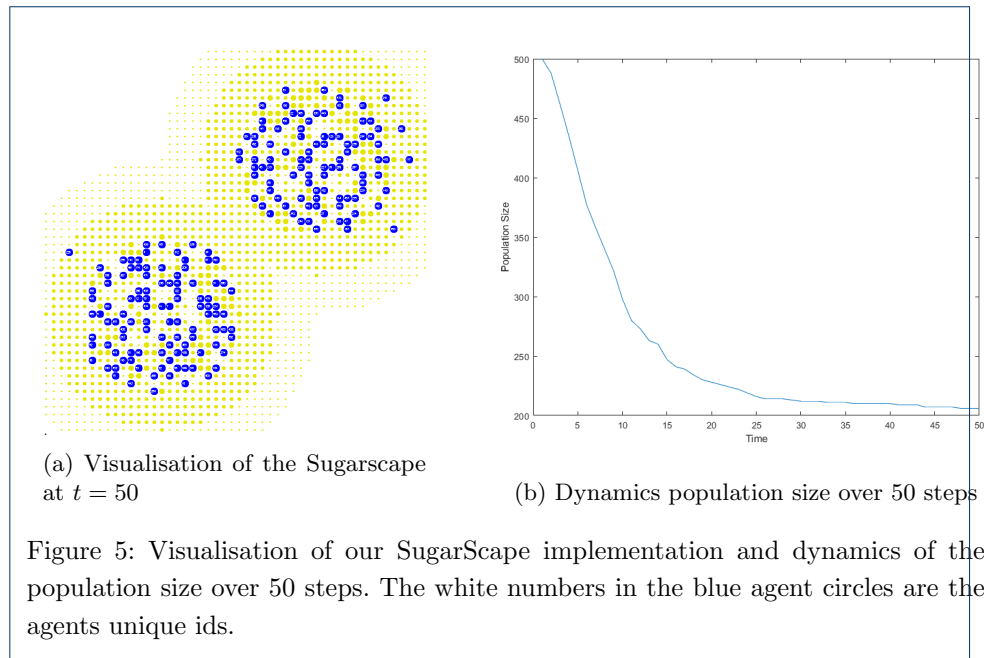 500
450
400
350
300
250
200
Population Size
0 5 10 15 20 25 30 35 40 45 50
Time
(a) Visualisation of the Sugarscape
at t = 50
(b) Dynamics population size over 50 steps
Figure 5: Visualisation of our SugarScape implementation and dynamics of the
population size over 50 steps. The white numbers in the blue agent circles are the
agents unique ids.